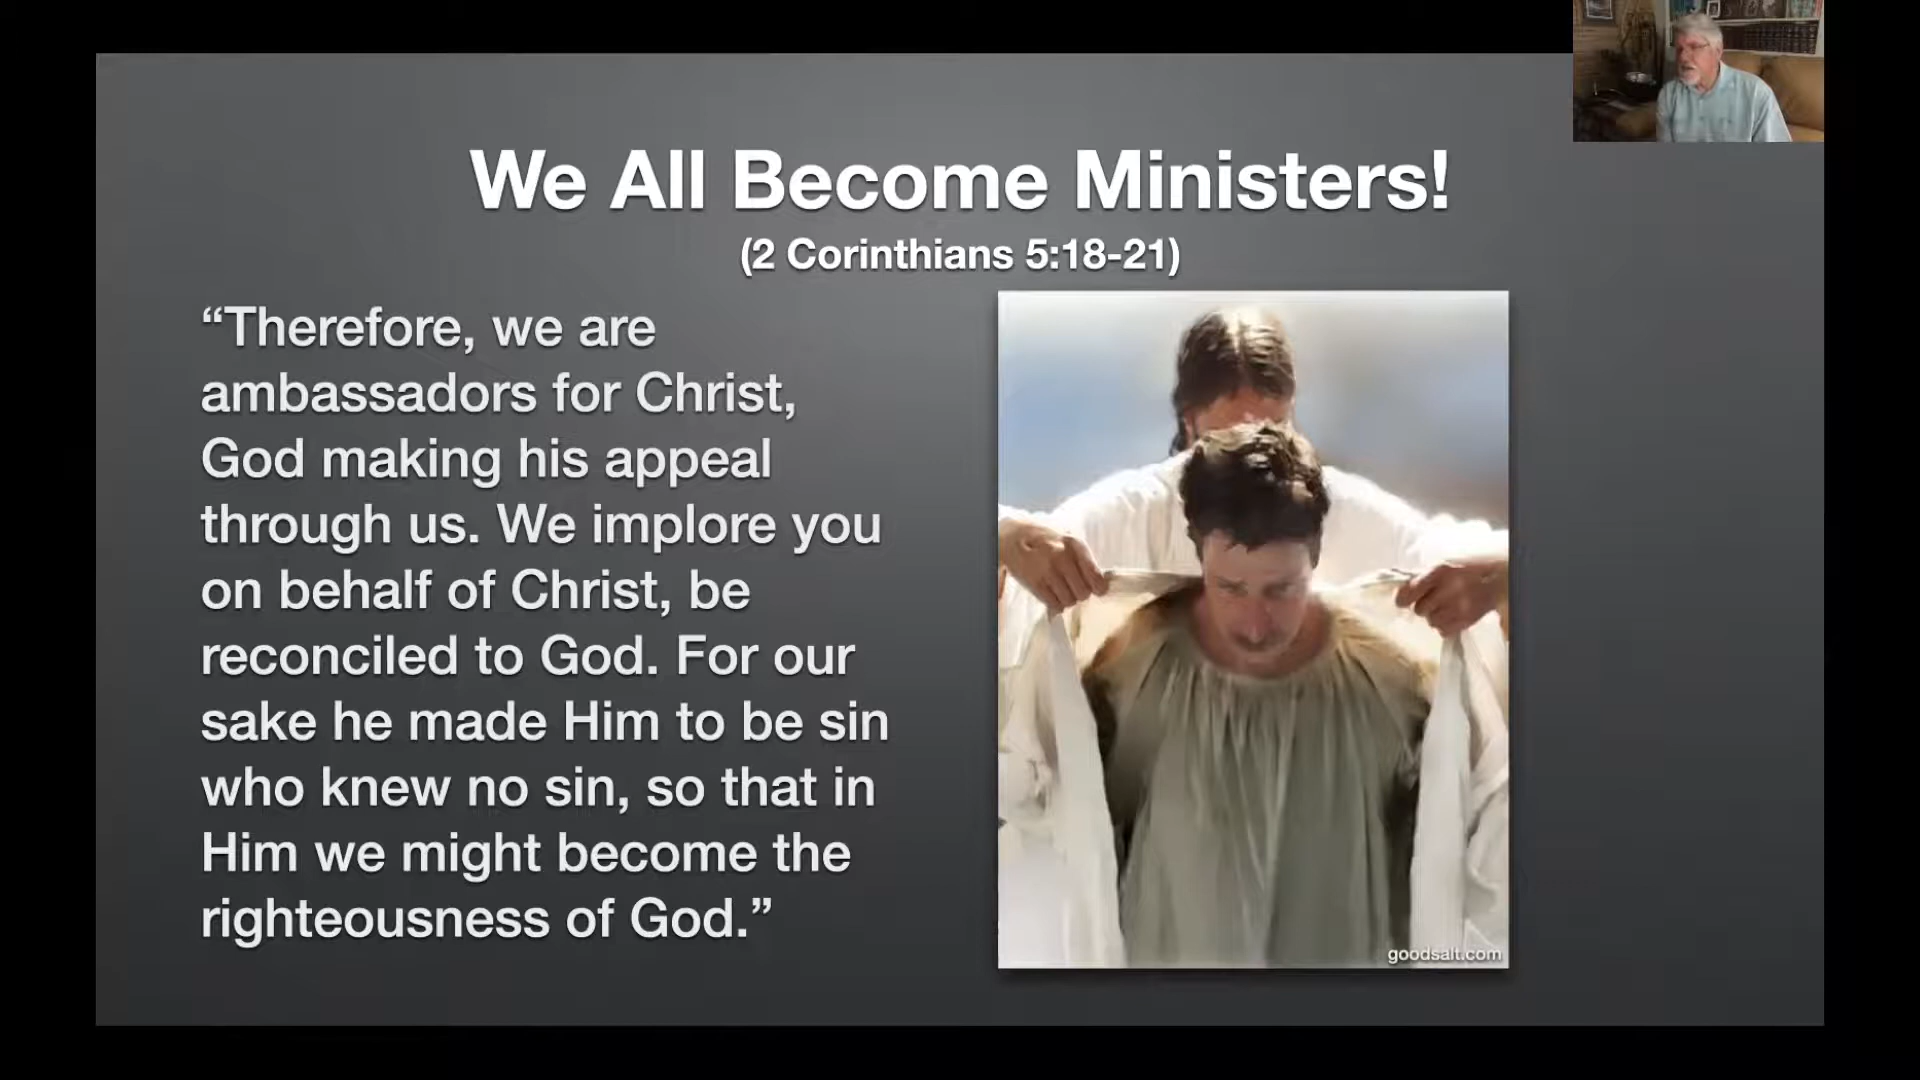 We All Become Ministers!
(2 Corinthians 5:18-21)
“Therefore, we are
ambassadors for Christ,
God making his appeal
through us. We implore you
on behalf of Christ, be
reconciled to God. For our
sake he made Him to be sin
who knew no sin, so that in
Him we might become the
righteousness of God.”
goodsalt.com